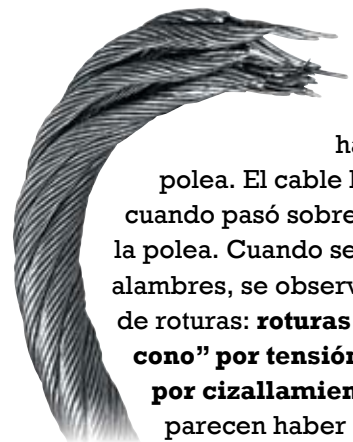 polea. El cable
cuando pasó sobre
la polea. Cuando se
alambres, se observ
de roturas: roturas
cono” por tensión
por cizallamien
parecen haber